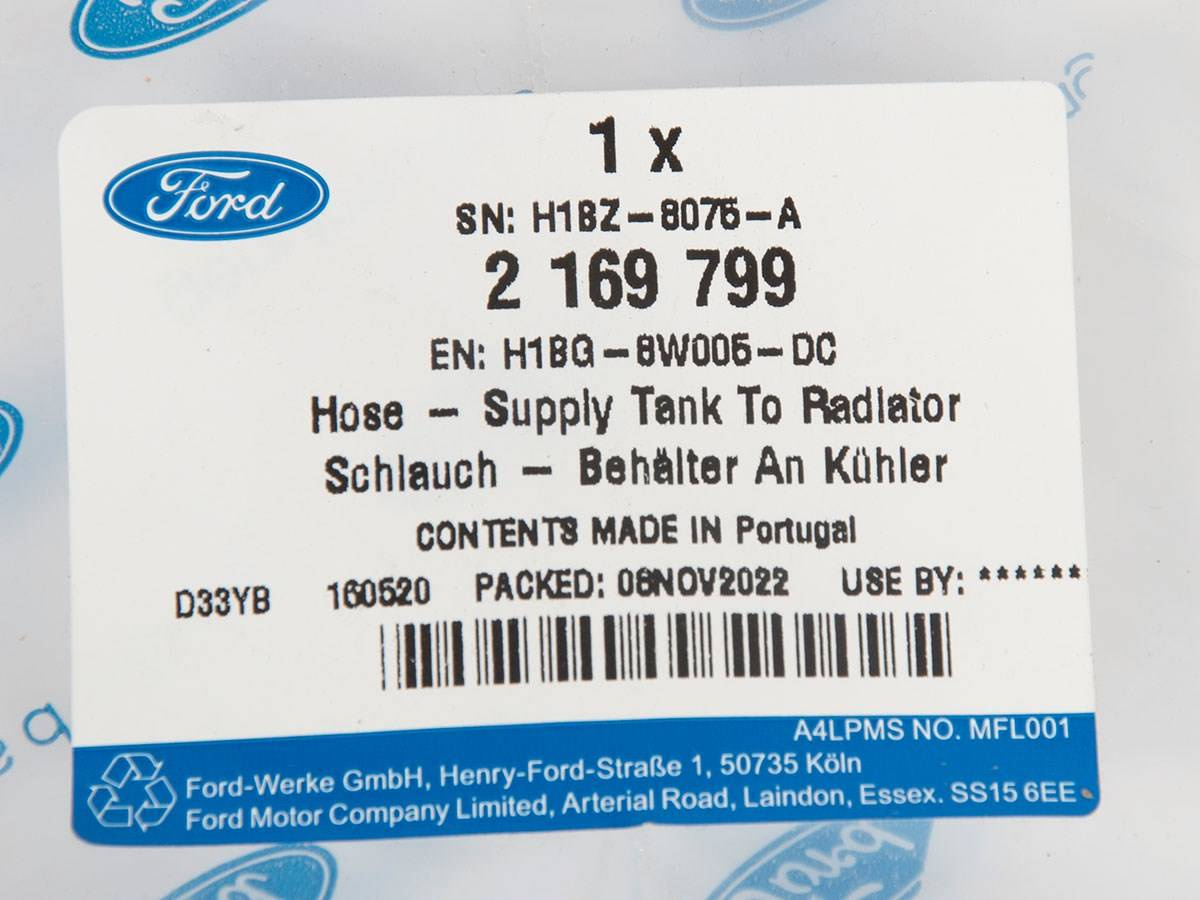 Ford
1 x
SN: H1BZ-8075-A
2 169 799
EN: H1BG-8W005-DC
Hose - Supply Tank To Radiator
Schlauch - Behälter An Kühler
CONTENTS MADE IN Portugal
D33YB 160520 PACKED: 08NOV2022 USE BY: ******
A4LPMS NO. MFL001
Ford-Werke GmbH, Henry-Ford-Straße 1, 50735 Köln
Ford Motor Company Limited, Arterial Road, Laindon, Essex. SS15 6EE
Ford